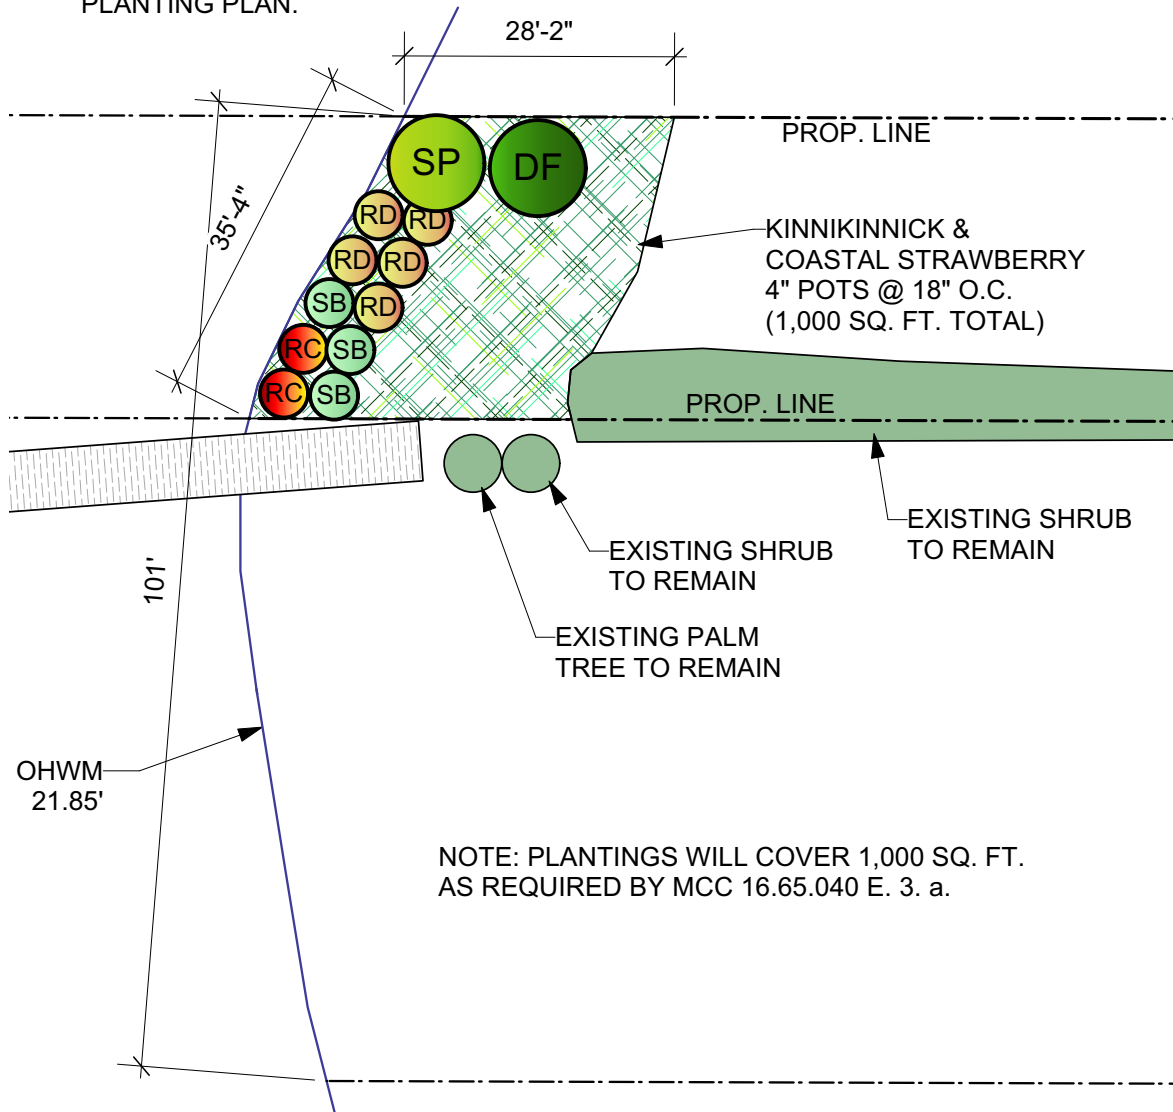 PLANTING PLAN.
28'-2"
PROP. LINE
35'-4"
SP
DF
RD
RD
RD
RD
SB
RD
RC
SB
RC
SB
KINNIKINNICK &
COASTAL STRAWBERRY
4" POTS @ 18" O.C.
(1,000 SQ. FT. TOTAL)
PROP. LINE
EXISTING SHRUB
TO REMAIN
EXISTING SHRUB
TO REMAIN
EXISTING PALM
TREE TO REMAIN
101'
OHWM
21.85'
NOTE: PLANTINGS WILL COVER 1,000 SQ. FT.
AS REQUIRED BY MCC 16.65.040 E. 3. a.